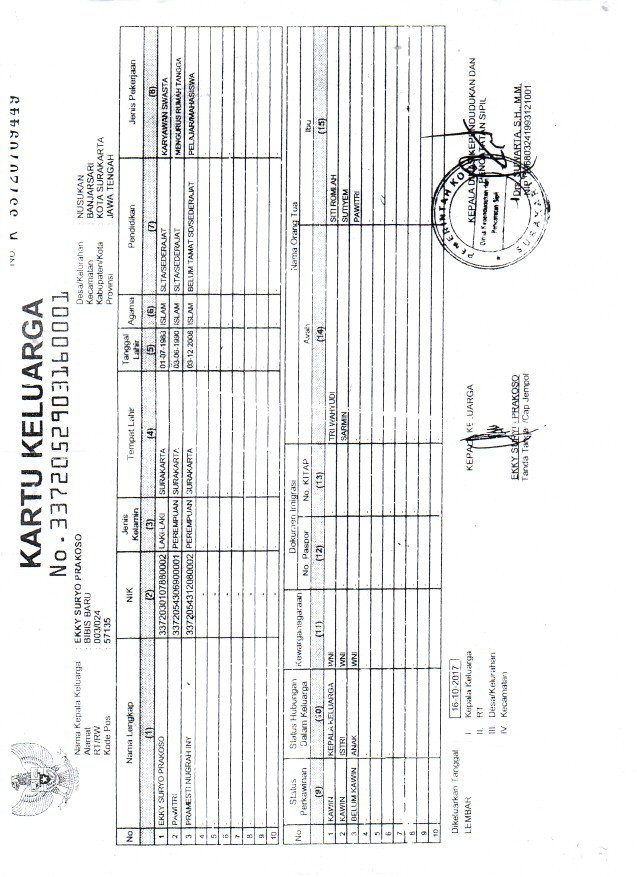 KARTU KELUARGA
No. 3372052903160001
Nama Kepala Keluarga : EKKY SURYO PRAKOSO
Alamat : BIBIS BARU
RT/RW : 003/024
Kode Pos : 57135
Desa/Kelurahan : NUSUKAN
Kecamatan : BANJARSARI
Kabupaten/Kota : KOTA SURAKARTA
Provinsi : JAWA TENGAH
No Nama Lengkap NIK Jenis Kelamin Tempat Lahir Tanggal Lahir Agama Pendidikan Jenis Pekerjaan
(1) (2) (3) (4) (5) (6) (7) (8)
1 EKKY SURYO PRAKOSO 3372030107880002 LAKI-LAKI SURAKARTA ISLAM SLTA/SEDERAJAT KARYAWAN SWASTA
2 PAWITRI 3372054306900001 PEREMPUAN SURAKARTA 03-06-1990 ISLAM SLTA/SEDERAJAT MENGURUS RUMAH TANGGA
3 PRAMESTI NUGRAH INY 3372054312080002 PEREMPUAN SURAKARTA 03-12-2008 ISLAM BELUM TAMAT SD/SEDERAJAT PELAJAR/MAHASISWA
4
5
6
7
8
9
10
No Status Perkawinan Status Hubungan Dalam Keluarga Kewarganegaraan Dokumen Imigrasi Nama Orang Tua
No. Paspor No. KITAP Ayah Ibu
(9) (10) (11) (12) (13) (14) (15)
1 KAWIN KEPALA KELUARGA WNI TRI WAHYUDI SITI ROMLAH
2 KAWIN ISTRI WNI SARMIN SUTIYEM
3 BELUM KAWIN ANAK WNI PAWITRI
4
5
6
7
8
9
10
Dikeluarkan Tanggal : 16-10-2017
LEMBAR : I Kepala Keluarga
II. RT
III Desa/Kelurahan
IV Kecamatan
KEPALA KELUARGA
EKKY SURYO PRAKOSO
Tanda Tangan /Cap Jempol
KEPALA DINAS KEPENDUDUKAN DAN
PENCATATAN SIPIL
Drs. SUWARTA, S.H., M.M.